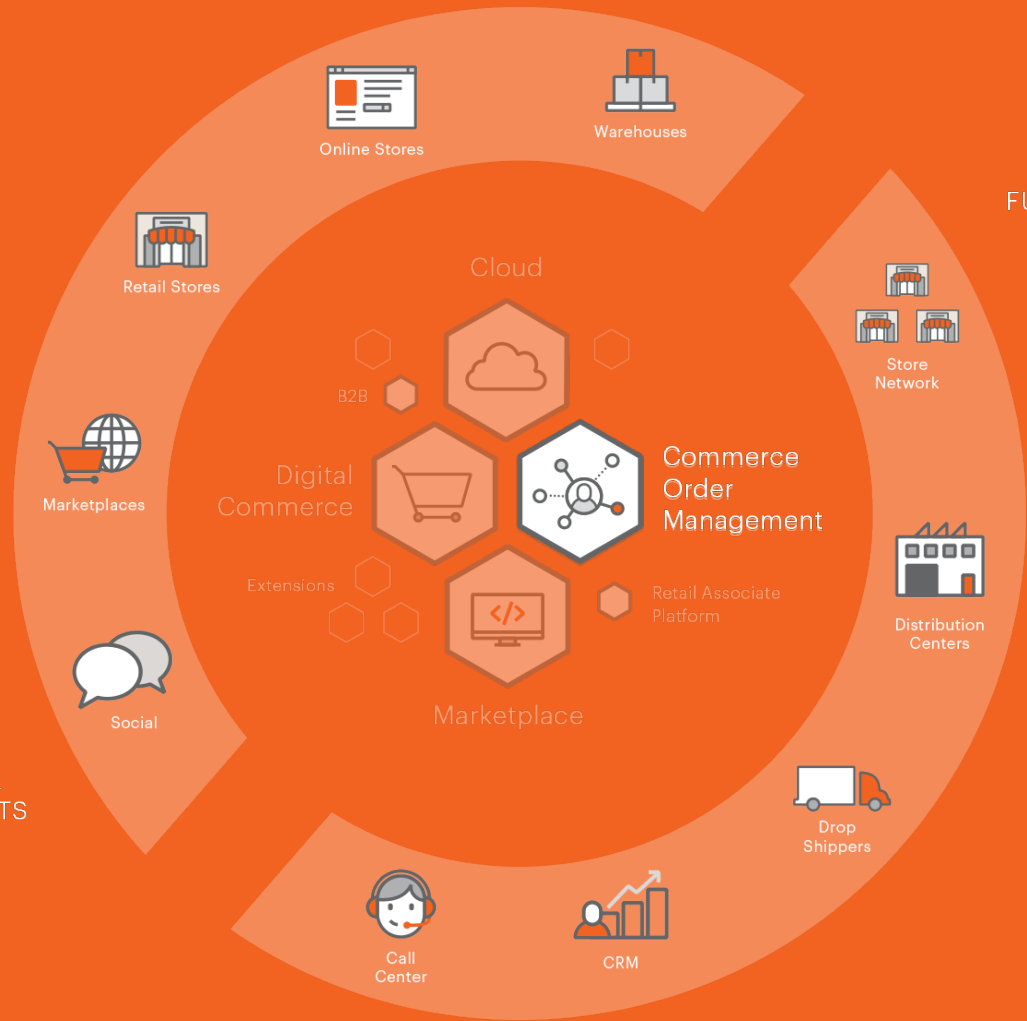 Online Stores
Warehouses
Retail Stores
FU
Cloud
Store
Network
B2B
Digital
Commerce
Commerce
Order
Management
Marketplaces
Extensions
Retail Associate
Platform
</>
Distribution
Centers
Social
Marketplace
TS
Drop
Shippers
Call
Center
CRM